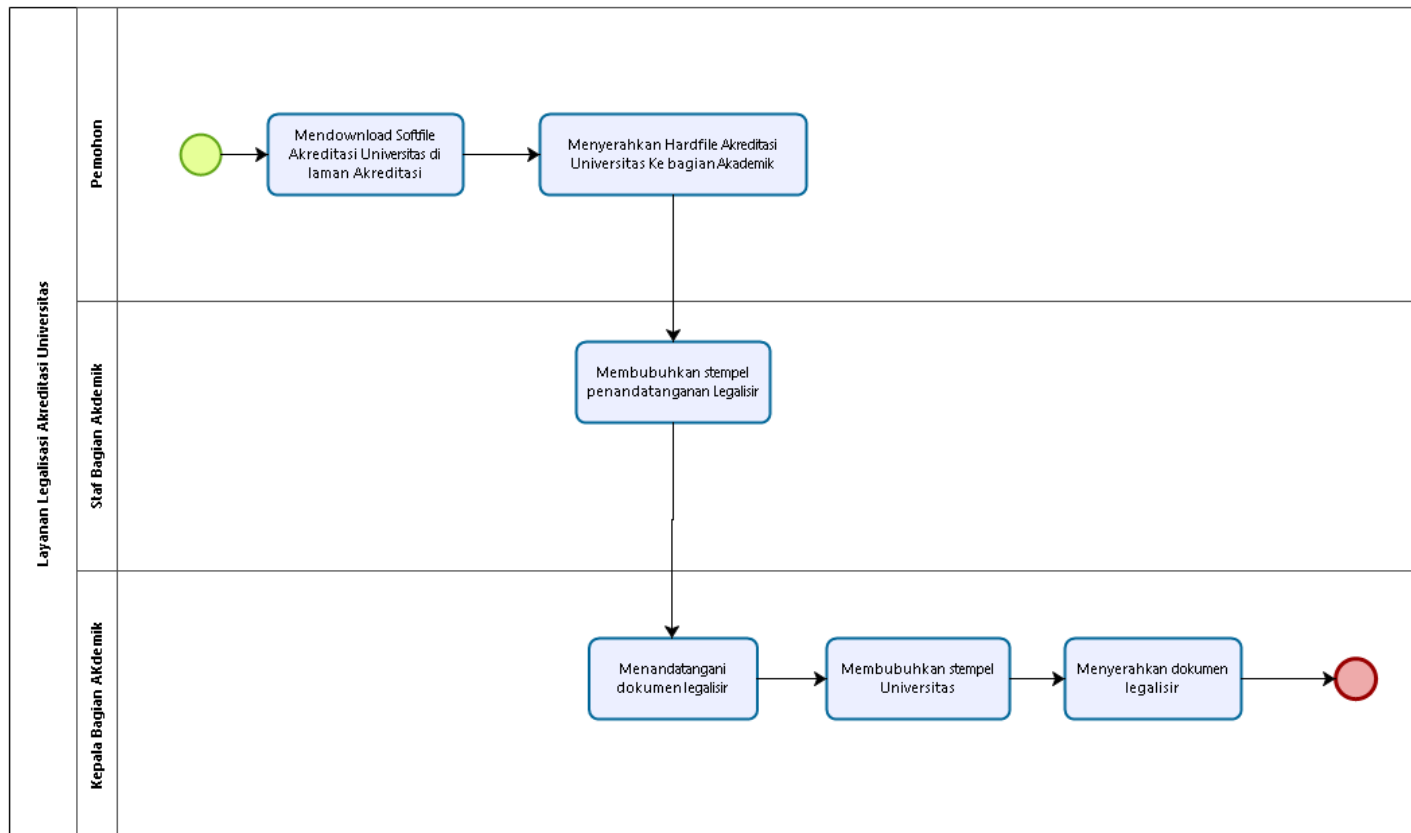 Layanan Legalisasi Akreditasi Universitas
Pemohon
Mendownload Softfile
Akreditasi Universitas di
laman Akreditasi
Menyerahkan Hardfile Akreditasi
Universitas Ke bagian Akademik
Staf Bagian Akdemik
Membubuhkan stempel
penandatanganan Legalisir
Kepala Bagian AKdemik
Menandatangani
dokumen legalisir
Membubuhkan stempel
Universitas
Menyerahkan dokumen
legalisir